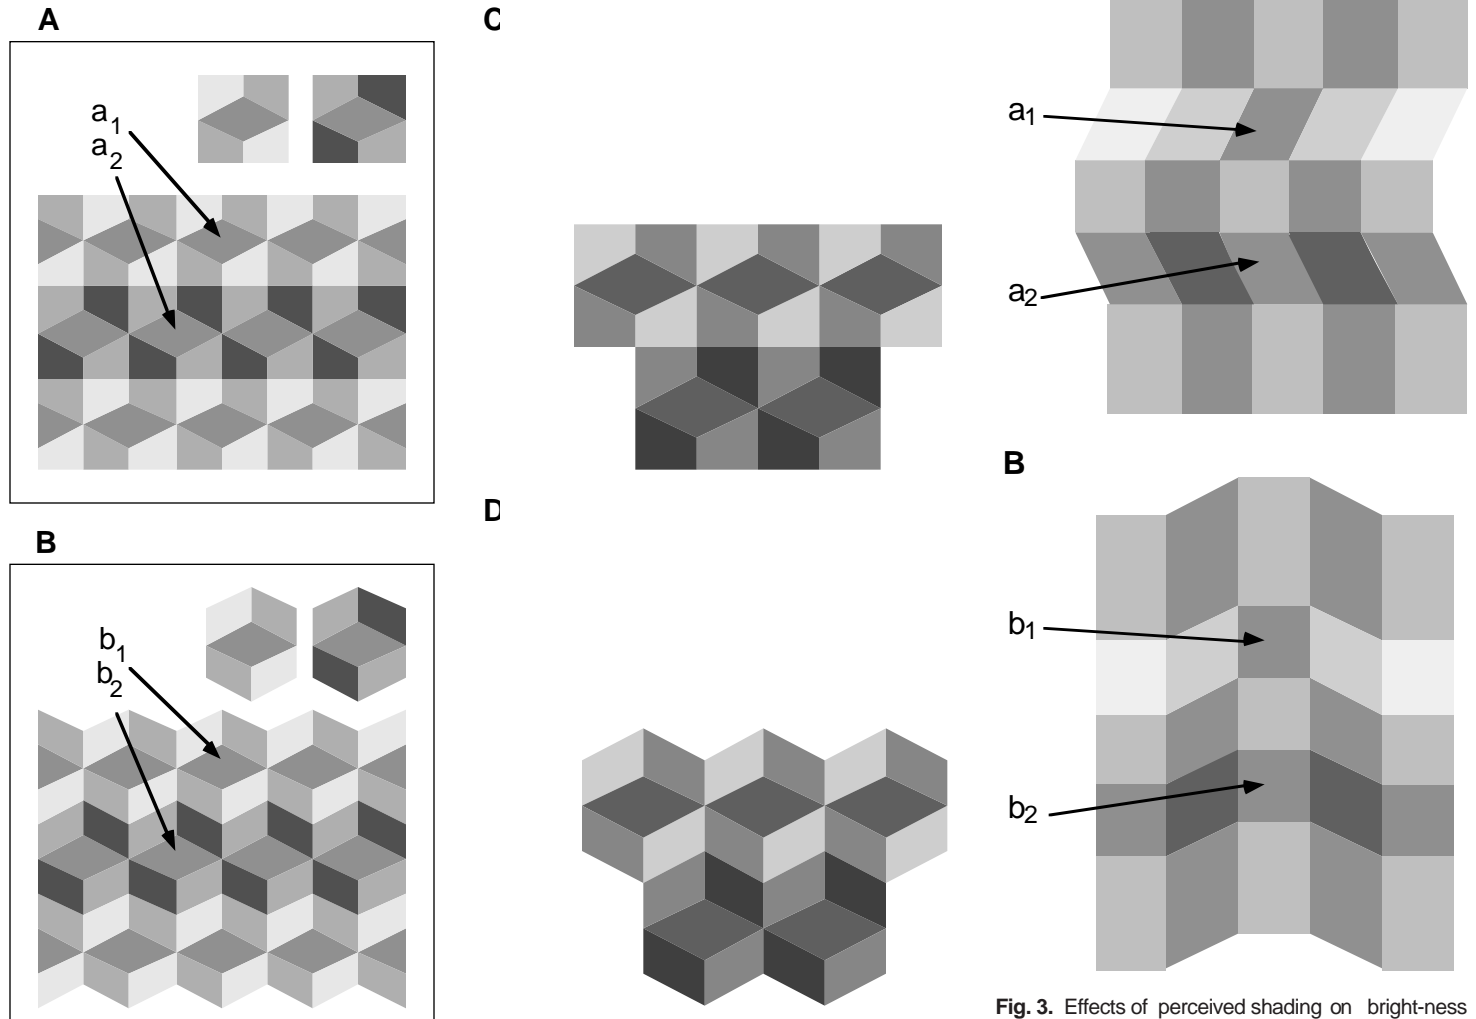 A
a1
a2
B
b1
b2
C
D
a1
a2
B
b1
b2
Fig. 3. Effects of perceived shading on bright-ness